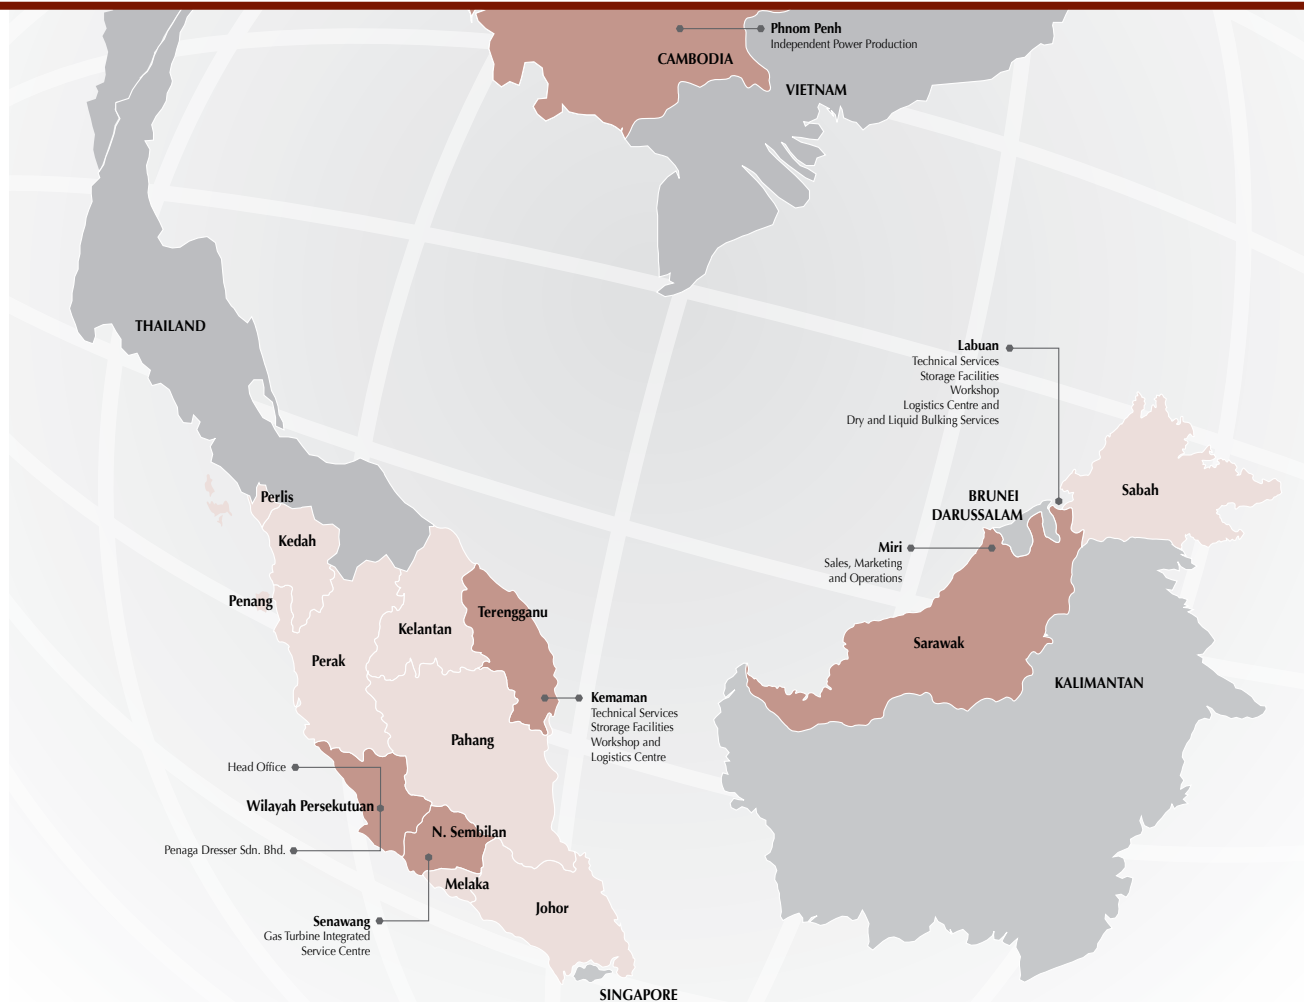 Phnom Penh
Independent Power Production
CAMBODIA
VIETNAM
THAILAND
Labuan
Technical Services
Storage Facilities
Workshop
Logistics Centre and
Dry and Liquid Bulking Services
Sabah
BRUNEI
DARUSSALAM
Miri
Sales, Marketing
and Operations
Sarawak
KALIMANTAN
Perlis
Kedah
Penang
Perak
Kelantan
Terengganu
Kemaman
Technical Services
Strorage Facilities
Workshop and
Logistics Centre
Pahang
Head Office
Wilayah Persekutuan
N. Sembilan
Penaga Dresser Sdn. Bhd.
Melaka
Johor
Senawang
Gas Turbine Integrated
Service Centre
SINGAPORE